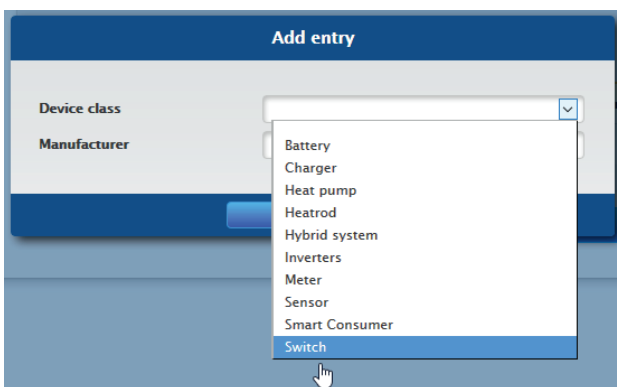 Add entry
Device class
Manufacturer
Battery
Charger
Heat pump
Heatrod
Hybrid system
Inverters
Meter
Sensor
Smart Consumer
Switch